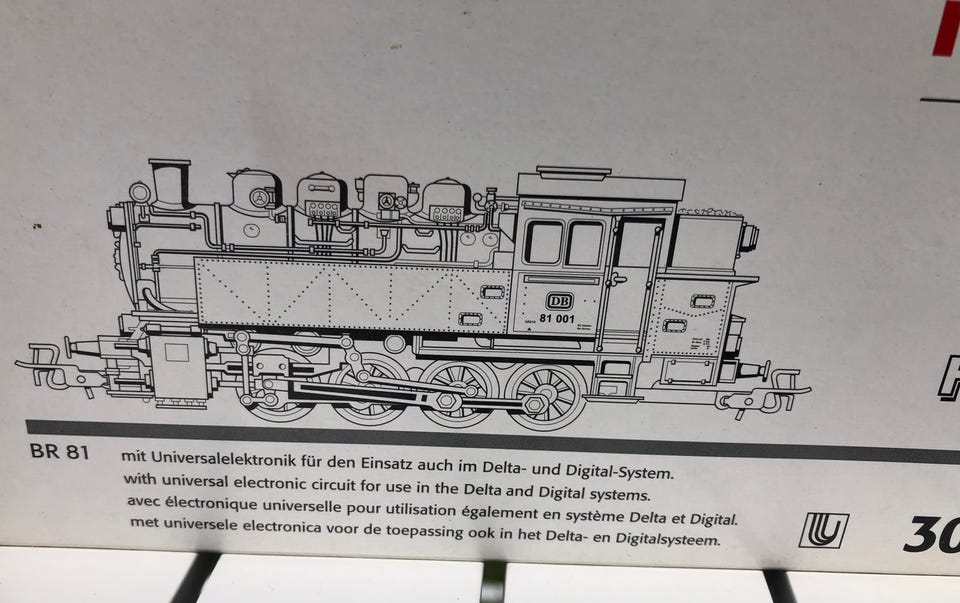 DB
81 001
BR 81
mit Universalelektronik für den Einsatz auch im Delta- und Digital-System.
with universal electronic circuit for use in the Delta and Digital systems.
avec électronique universelle pour utilisation également en système Delta et Digital.
met universele electronica voor de toepassing ook in het Delta- en Digitalsysteem.
U
30